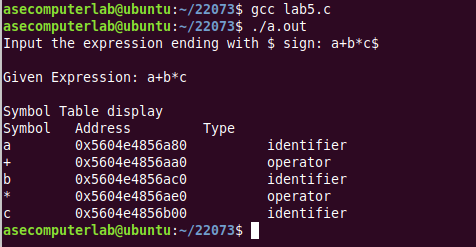 asecomputerlab@ubuntu:~/22073$ gcc lab5.c
asecomputerlab@ubuntu:~/22073$ ./a.out
Input the expression ending with $ sign: a+b*c$
Given Expression: a+b*c
Symbol Table display
Symbol Address Type
a 0x5604e4856a80 identifier
+ 0x5604e4856aa0 operator
b 0x5604e4856ac0 identifier
* 0x5604e4856ae0 operator
c 0x5604e4856b00 identifier
asecomputerlab@ubuntu:~/22073$